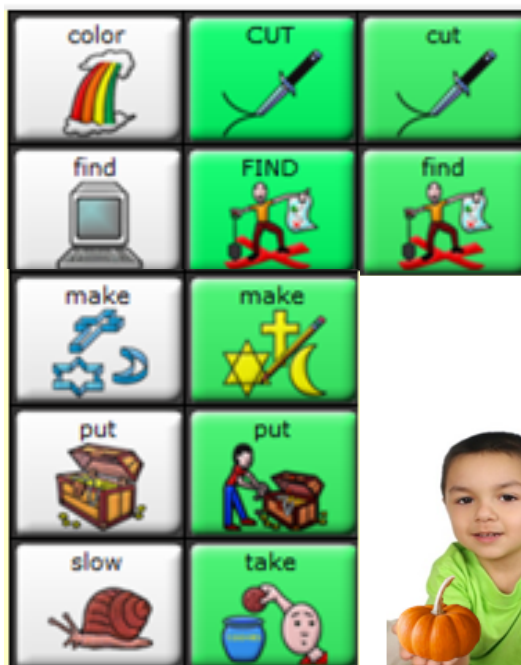 color CUT cut
find FIND find
make make
put put
slow take